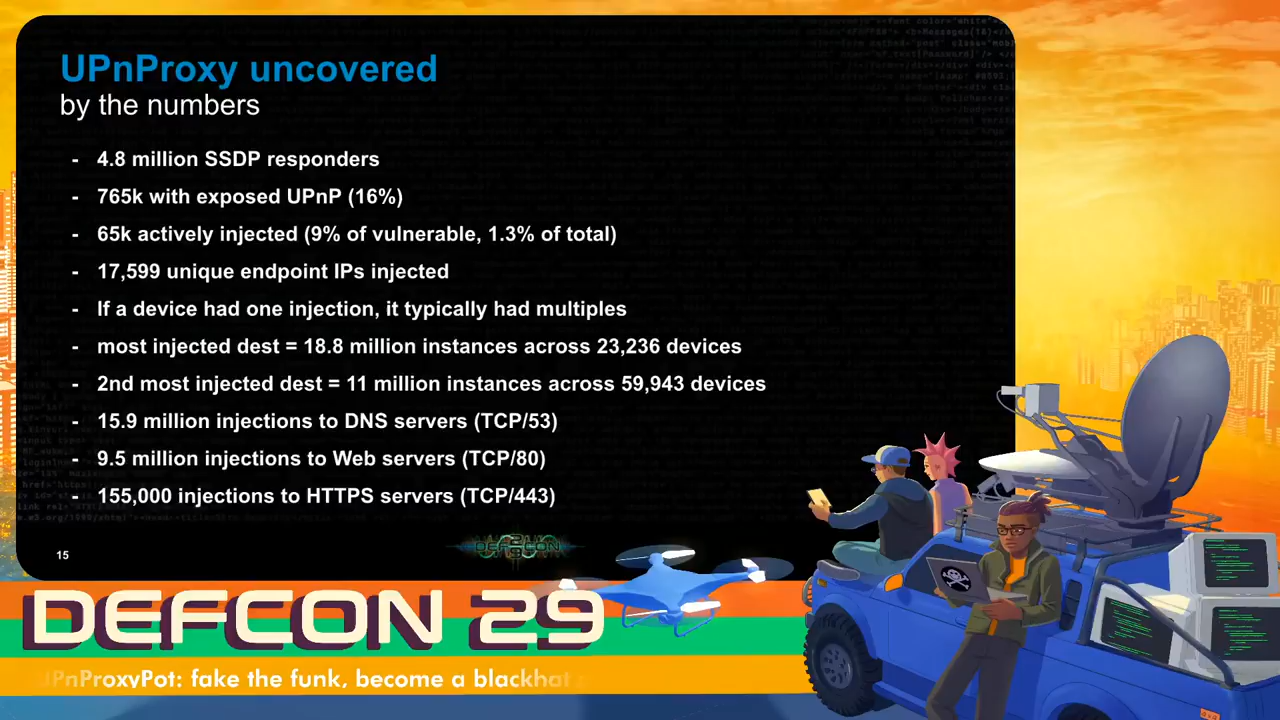 UPnProxy uncovered
by the numbers
- 4.8 million SSDP responders
- 765k with exposed UPnP (16%)
- 65k actively injected (9% of vulnerable, 1.3% of total)
- 17,599 unique endpoint IPs injected
- If a device had one injection, it typically had multiples
- most injected dest = 18.8 million instances across 23,236 devices
- 2nd most injected dest = 11 million instances across 59,943 devices
- 15.9 million injections to DNS servers (TCP/53)
- 9.5 million injections to Web servers (TCP/80)
- 155,000 injections to HTTPS servers (TCP/443)
15
DEFCON
DEFCON 29
UPnProxyPot: fake the funk, become a blackhat